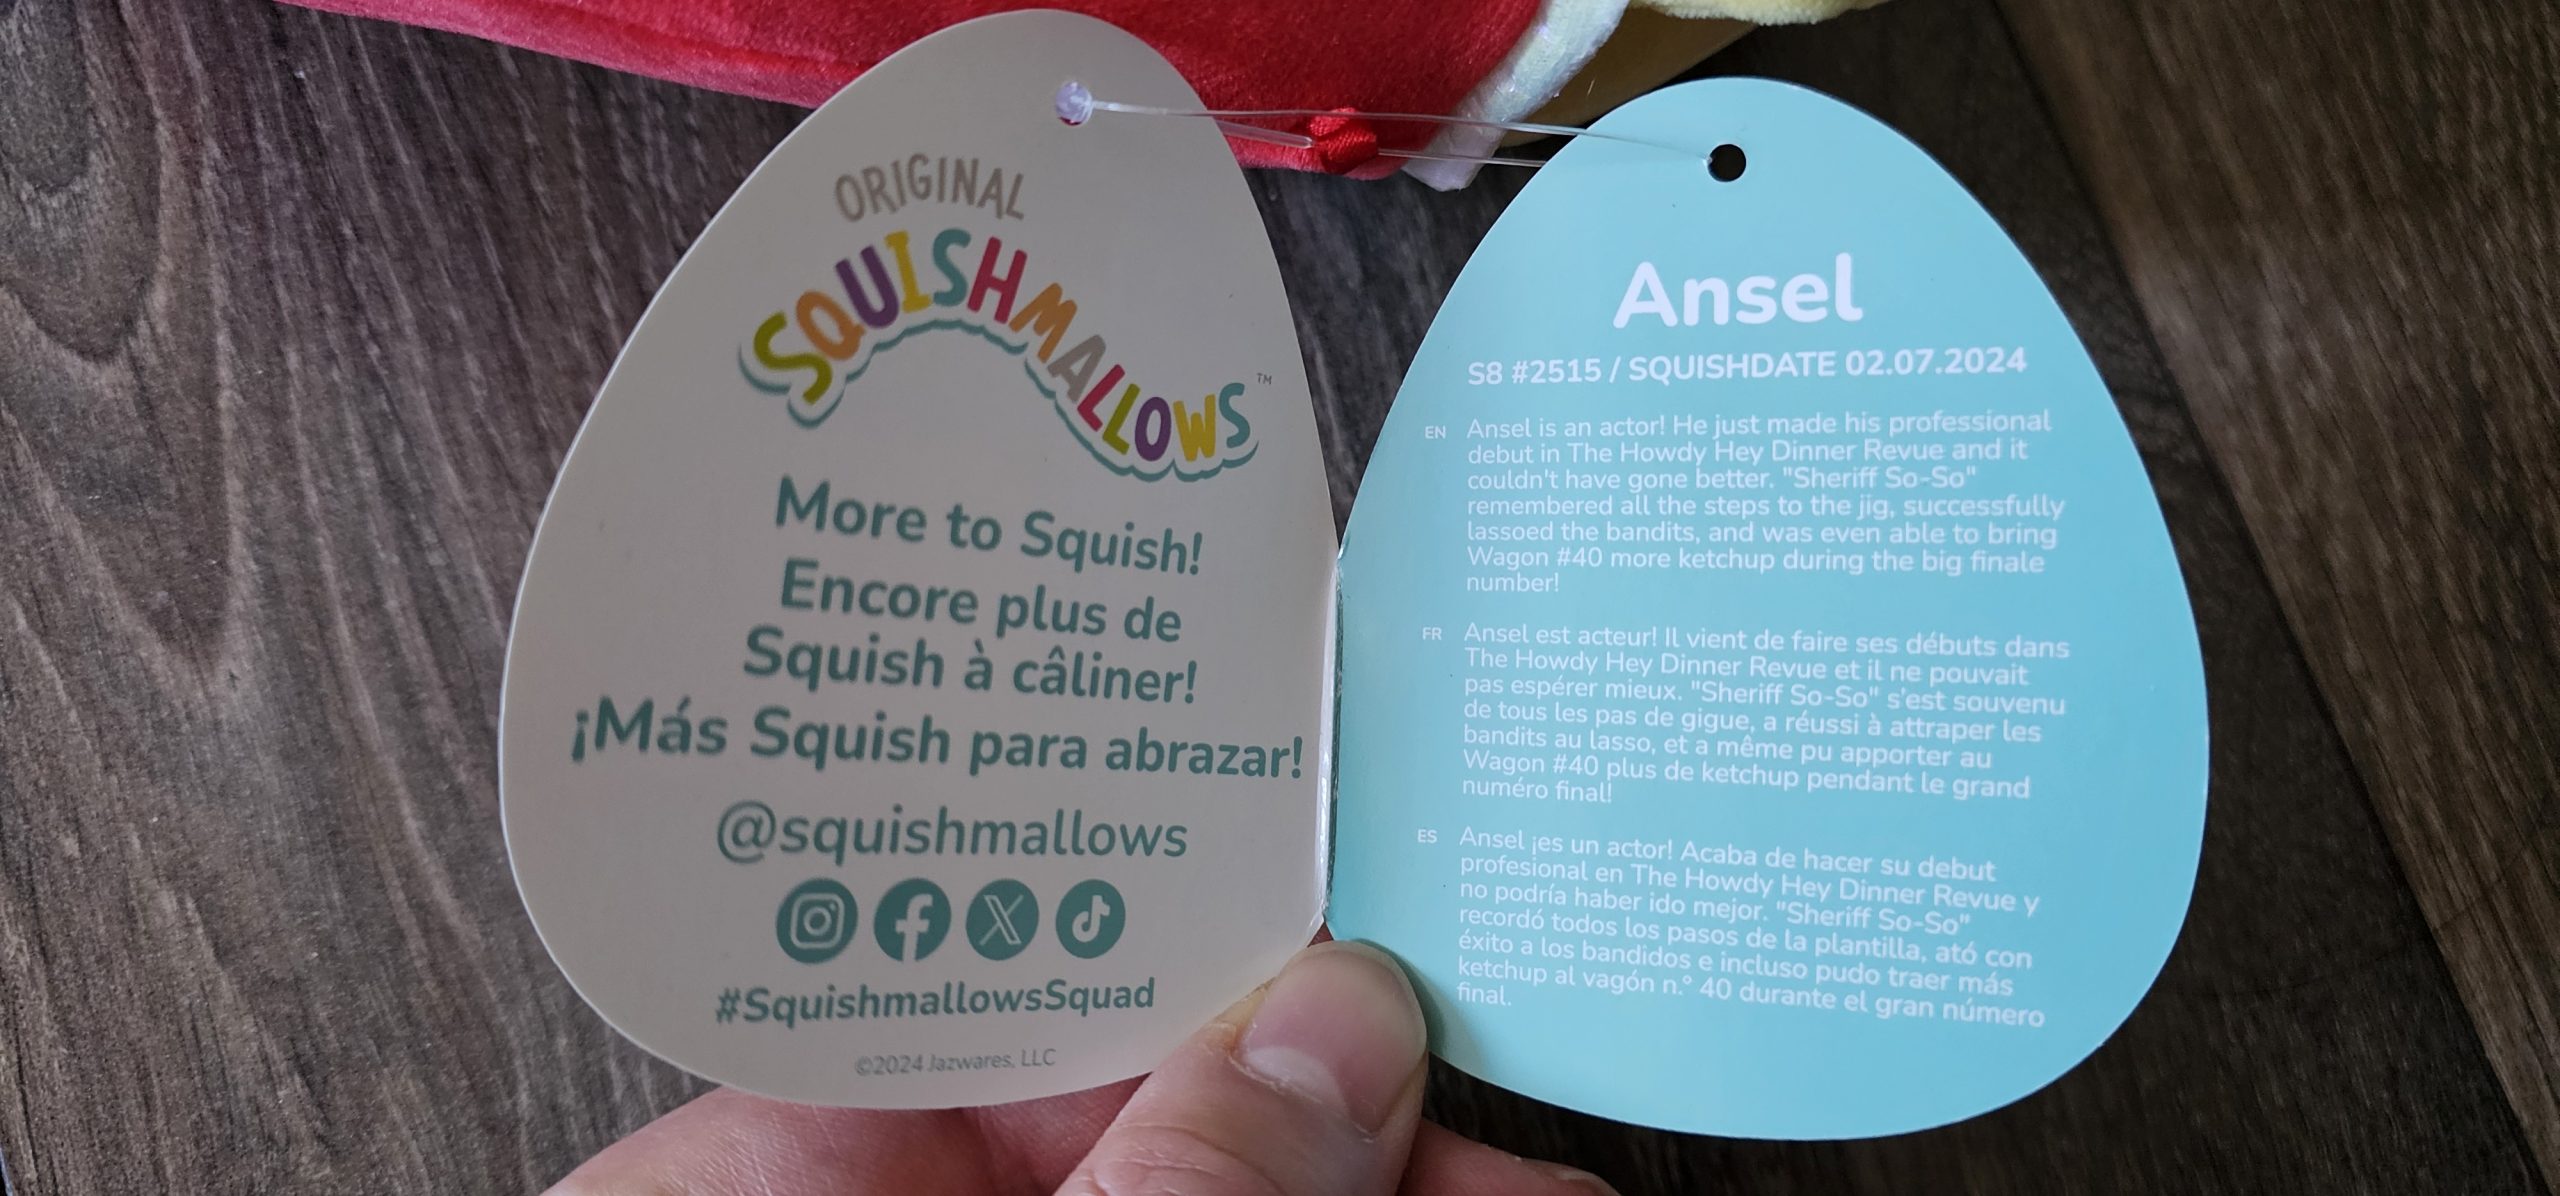 ORIGINAL
SQUISHMALLOWS™
More to Squish!
Encore plus de
Squish à câliner!
¡Más Squish para abrazar!
@squishmallows
#SquishmallowsSquad
©2024 Jazwares, LLC
Ansel
S8 #2515 / SQUISHDATE 02.07.2024
EN Ansel is an actor! He just made his professional
debut in The Howdy Hey Dinner Revue and it
couldn't have gone better. "Sheriff So-So"
remembered all the steps to the jig, successfully
lassoed the bandits, and was even able to bring
Wagon #40 more ketchup during the big finale
number!
FR Ansel est acteur! Il vient de faire ses débuts dans
The Howdy Hey Dinner Revue et il ne pouvait
pas espérer mieux. "Sheriff So-So" s'est souvenu
de tous les pas de gigue, a réussi à attraper les
bandits au lasso, et a même pu apporter au
Wagon #40 plus de ketchup pendant le grand
numéro final!
ES Ansel ¡es un actor! Acaba de hacer su debut
profesional en The Howdy Hey Dinner Revue y
no podría haber ido mejor. "Sheriff So-So"
recordó todos los pasos de la plantilla, ató con
éxito a los bandidos e incluso pudo traer más
ketchup al vagón n.° 40 durante el gran número
final.